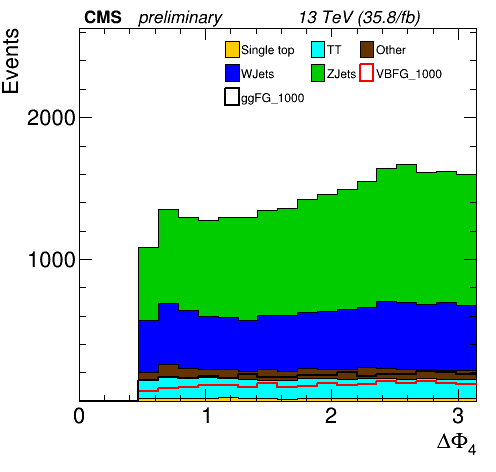 CMS preliminary 13 TeV (35.8/fb)
Events
Single top TT Other
WJets ZJets VBFG_1000
ggFG_1000
2000
1000
0 1 2 3
ΔΦ4